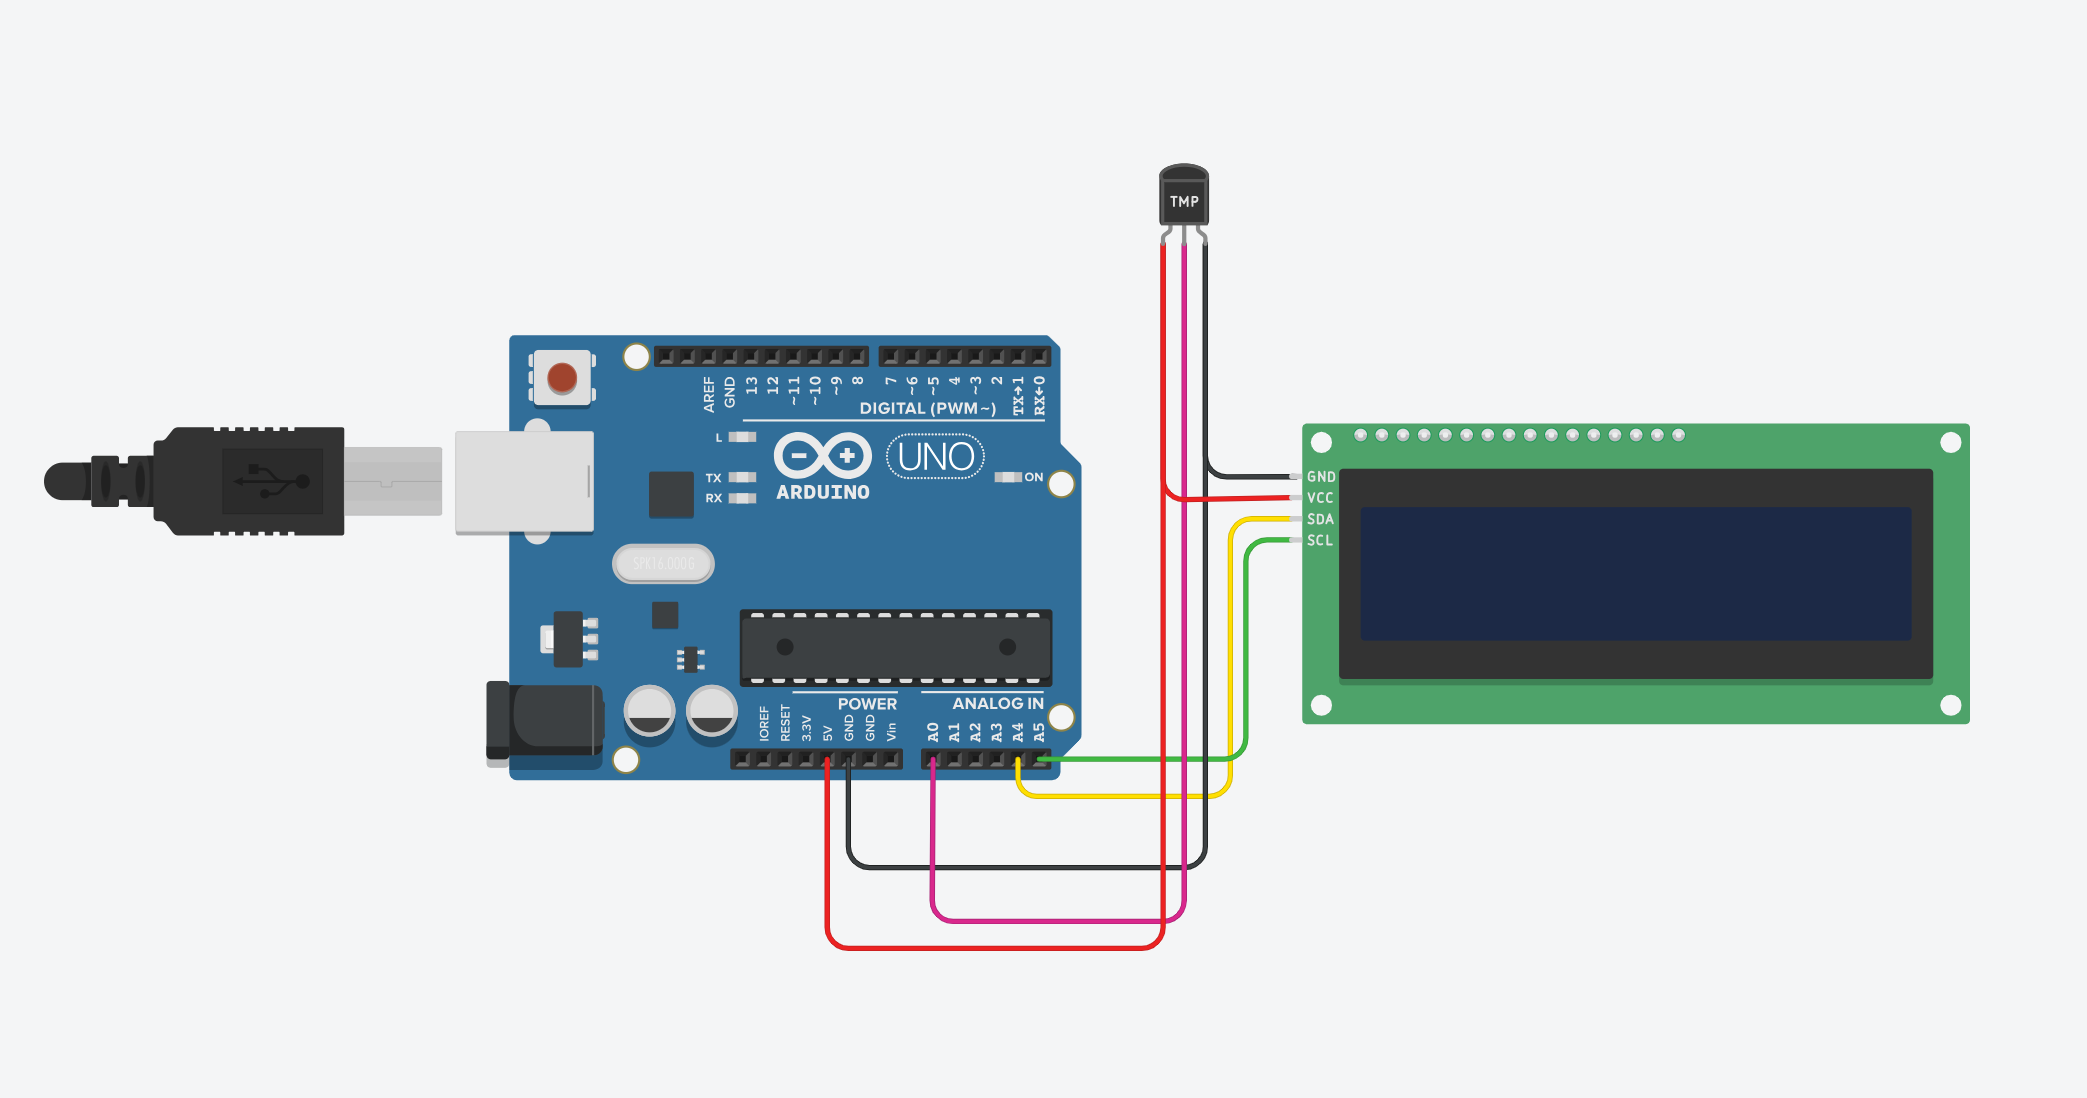 TMP
AREF
GND
13
12
~11
~10
~9
8
7
~6
~5
4
~3
2
TX→1
RX←0
DIGITAL (PWM~)
L
TX
RX
ARDUINO
UNO
ON
GND
VCC
SDA
SCL
SPK16.000G
POWER
ANALOG IN
IOREF
RESET
3.3V
5V
GND
GND
Vin
A0
A1
A2
A3
A4
A5